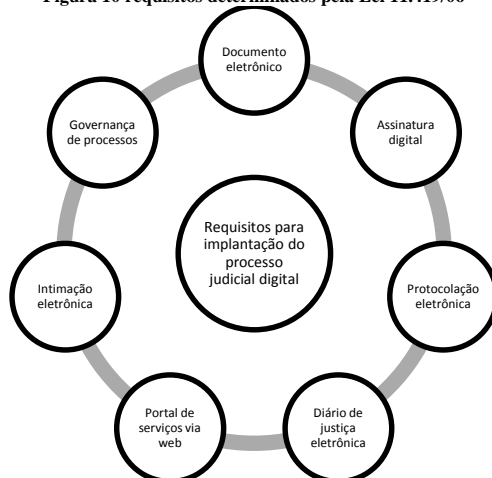 Figura 10 requisitos determinados pela Lei 11.419/06
Documento
eletrônico
Assinatura
digital
Protocolação
eletrônica
Diário de
justiça
eletrônica
Portal de
serviços via
web
Intimação
eletrônica
Governança
de processos
Requisitos para
implantação do
processo
judicial digital